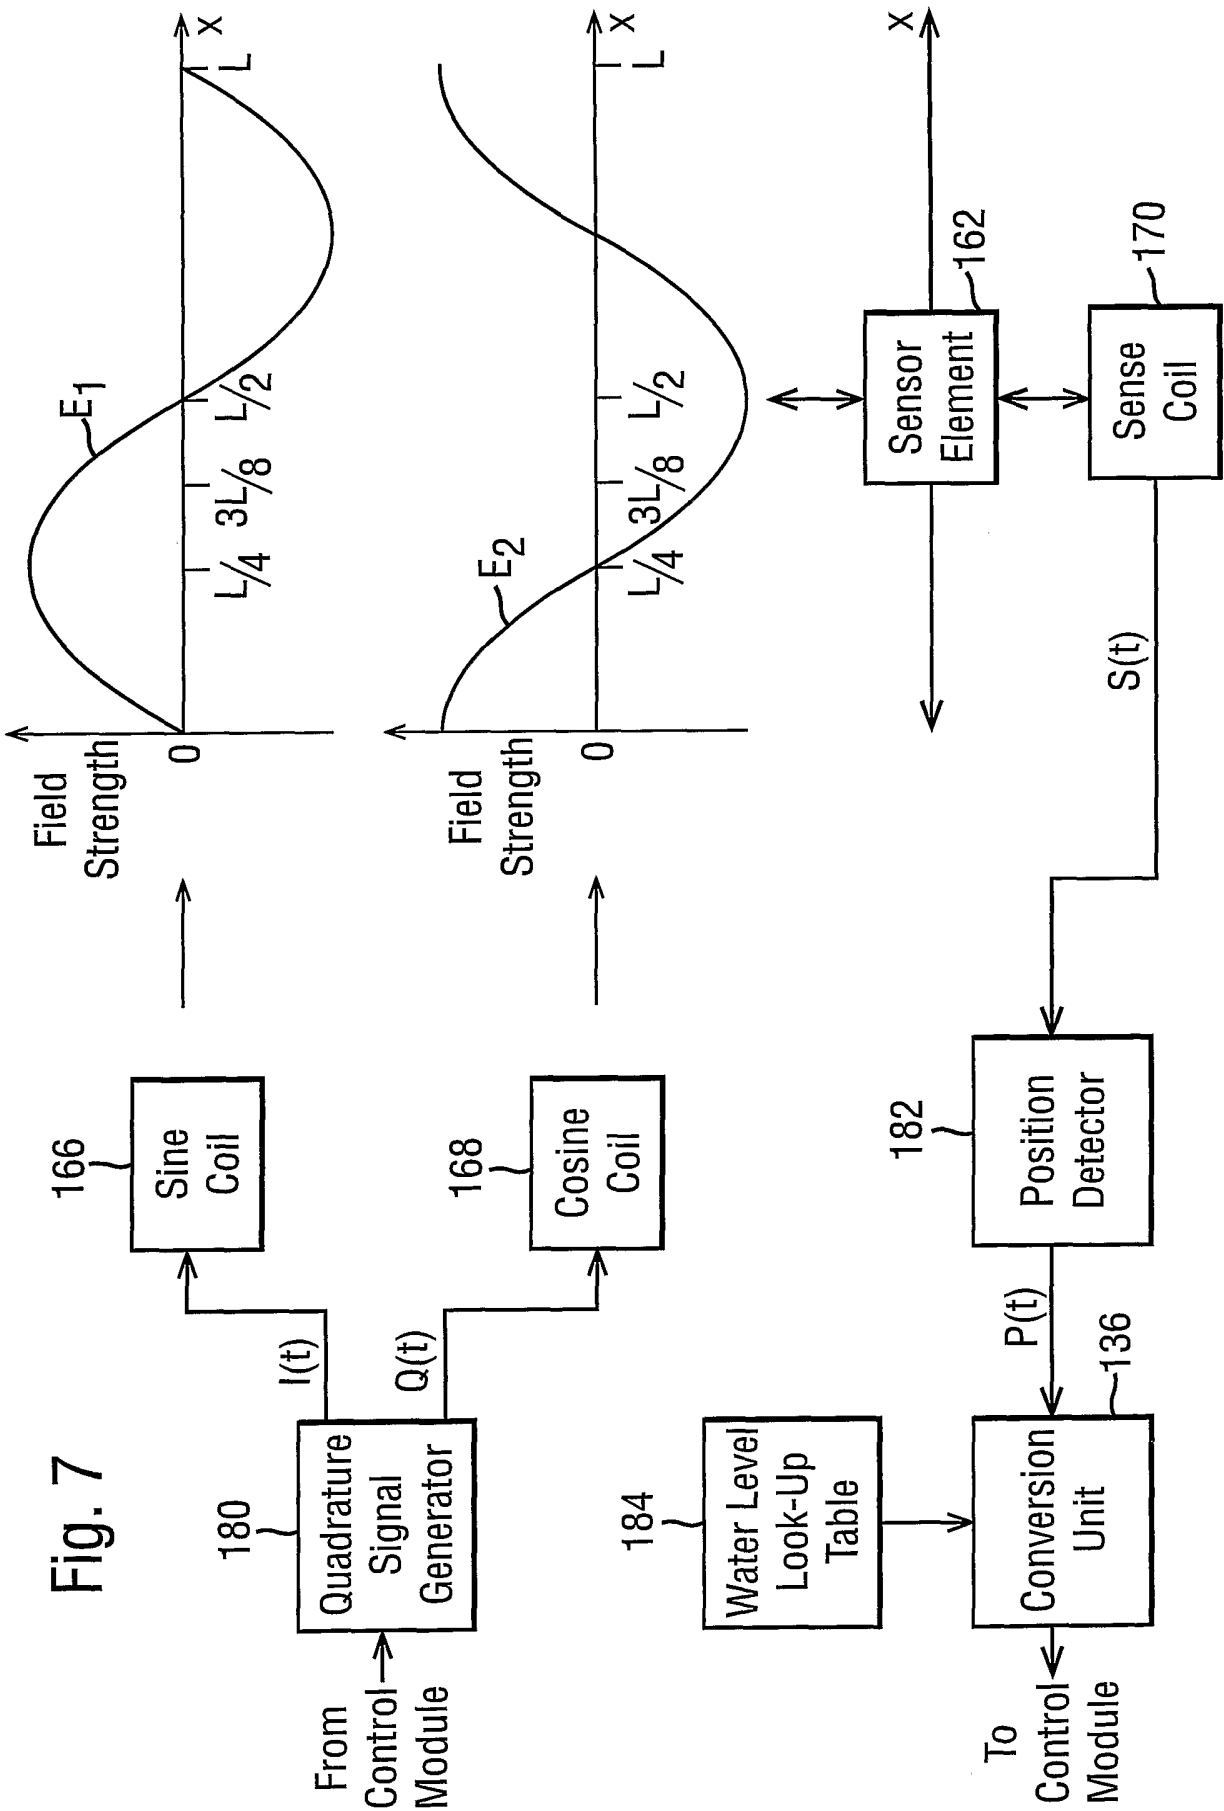 Fig. 7
From
Control
Module
180
Quadrature
Signal
Generator
I(t)
Q(t)
166
Sine
Coil
168
Cosine
Coil
Field
Strength
0
E1
L/4
3L/8
L/2
L
X
Field
Strength
0
E2
L/4
3L/8
L/2
L
X
To
Control
Module
184
Water Level
Look-Up
Table
Conversion
Unit
136
P(t)
182
Position
Detector
S(t)
Sensor
Element
162
X
Sense
Coil
170